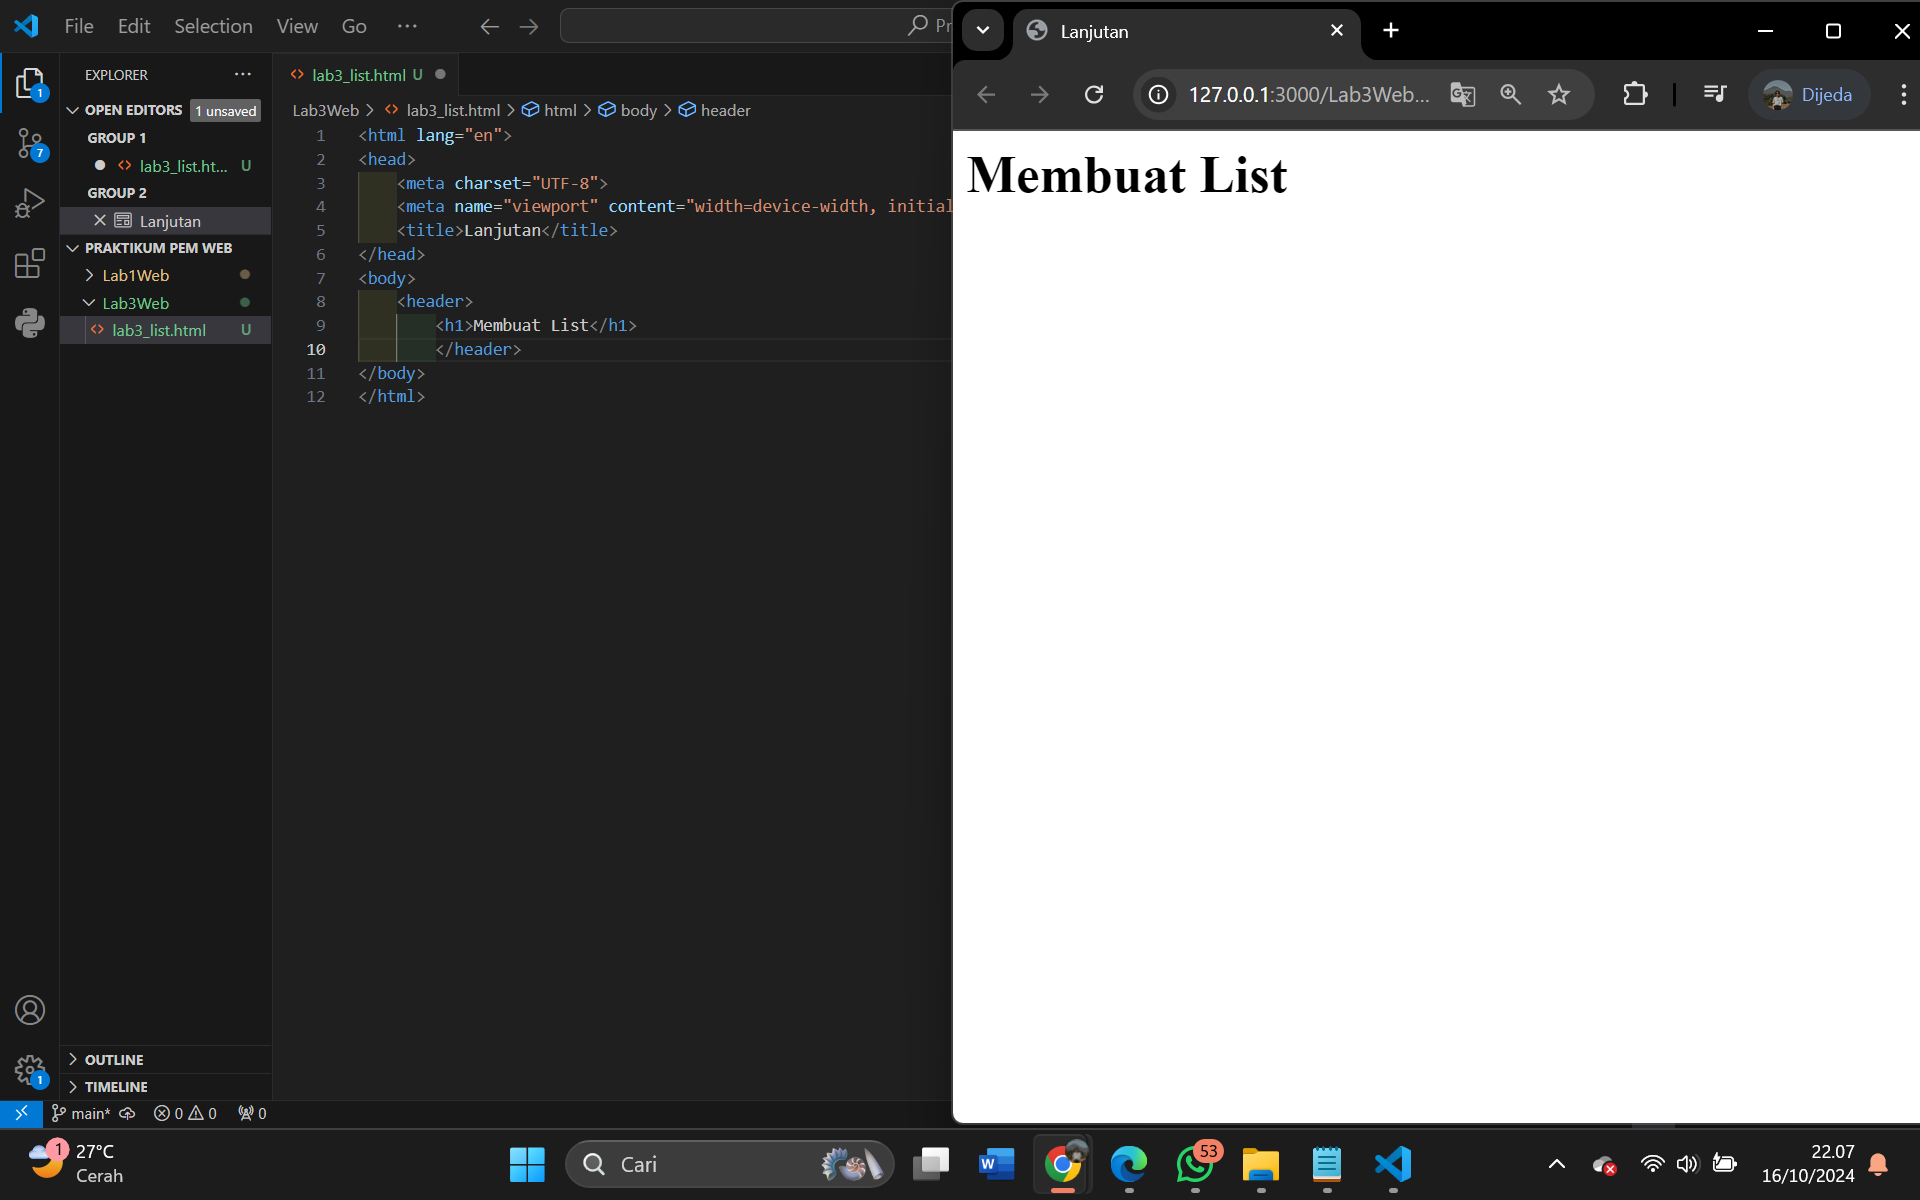 File Edit Selection View Go ···
Pr
EXPLORER ···
OPEN EDITORS 1 unsaved
GROUP 1
lab3_list.ht... U
GROUP 2
Lanjutan
PRAKTIKUM PEM WEB
Lab1Web
Lab3Web
lab3_list.html U
OUTLINE
TIMELINE
lab3_list.html U
Lab3Web > lab3_list.html > html > body > header
1 <html lang="en">
2 <head>
3 <meta charset="UTF-8">
4 <meta name="viewport" content="width=device-width, initial
5 <title>Lanjutan</title>
6 </head>
7 <body>
8 <header>
9 <h1>Membuat List</h1>
10 </header>
11 </body>
12 </html>
1
7
1
main* 0 0 0
Lanjutan
127.0.0.1:3000/Lab3Web... Dijeda
Membuat List
1 27°C
Cerah
Cari
W
53
22.07
16/10/2024